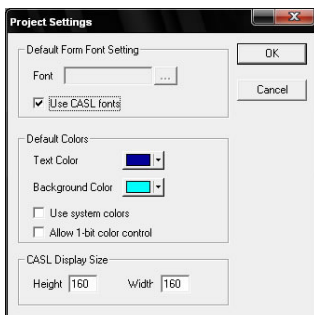 Project Settings
Default Form Font Setting
OK
Font
...
Cancel
Use CASL fonts
Default Colors
Text Color
Background Color
Use system colors
Allow 1-bit color control
CASL Display Size
Height 160 Width 160